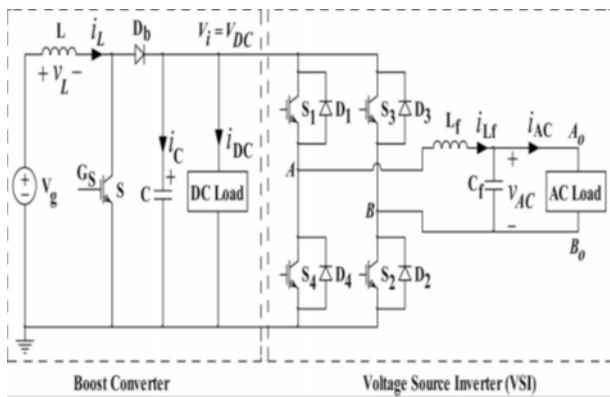 L
i_L
D_b
V_i = V_DC
+ v_L −
G_S
S
V_g
+
−
i_C
+
C
i_DC
DC Load
S_1
D_1
S_3
D_3
A
B
S_4
D_4
S_2
D_2
L_f
i_Lf
i_AC
A_o
+
C_f
v_AC
−
AC Load
B_o
Boost Converter
Voltage Source Inverter (VSI)